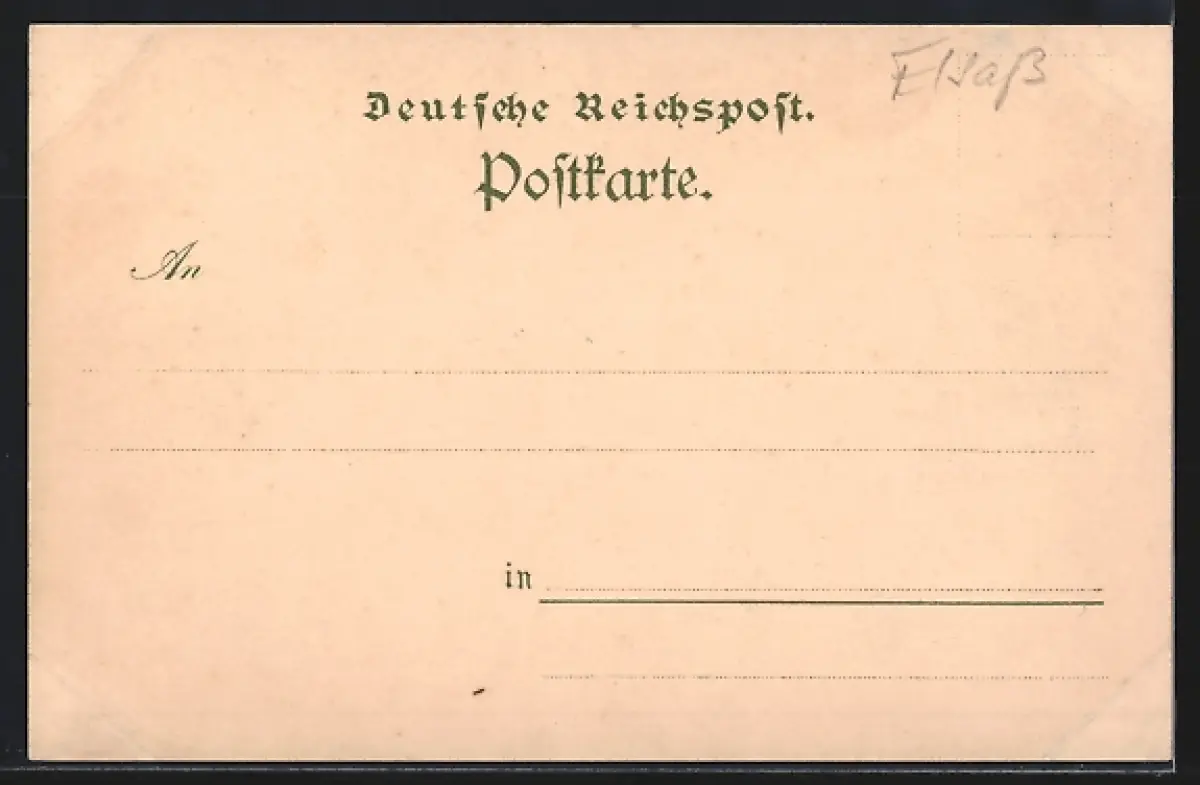 Elsaß
Deutsche Reichspost.
Postkarte.
An
in